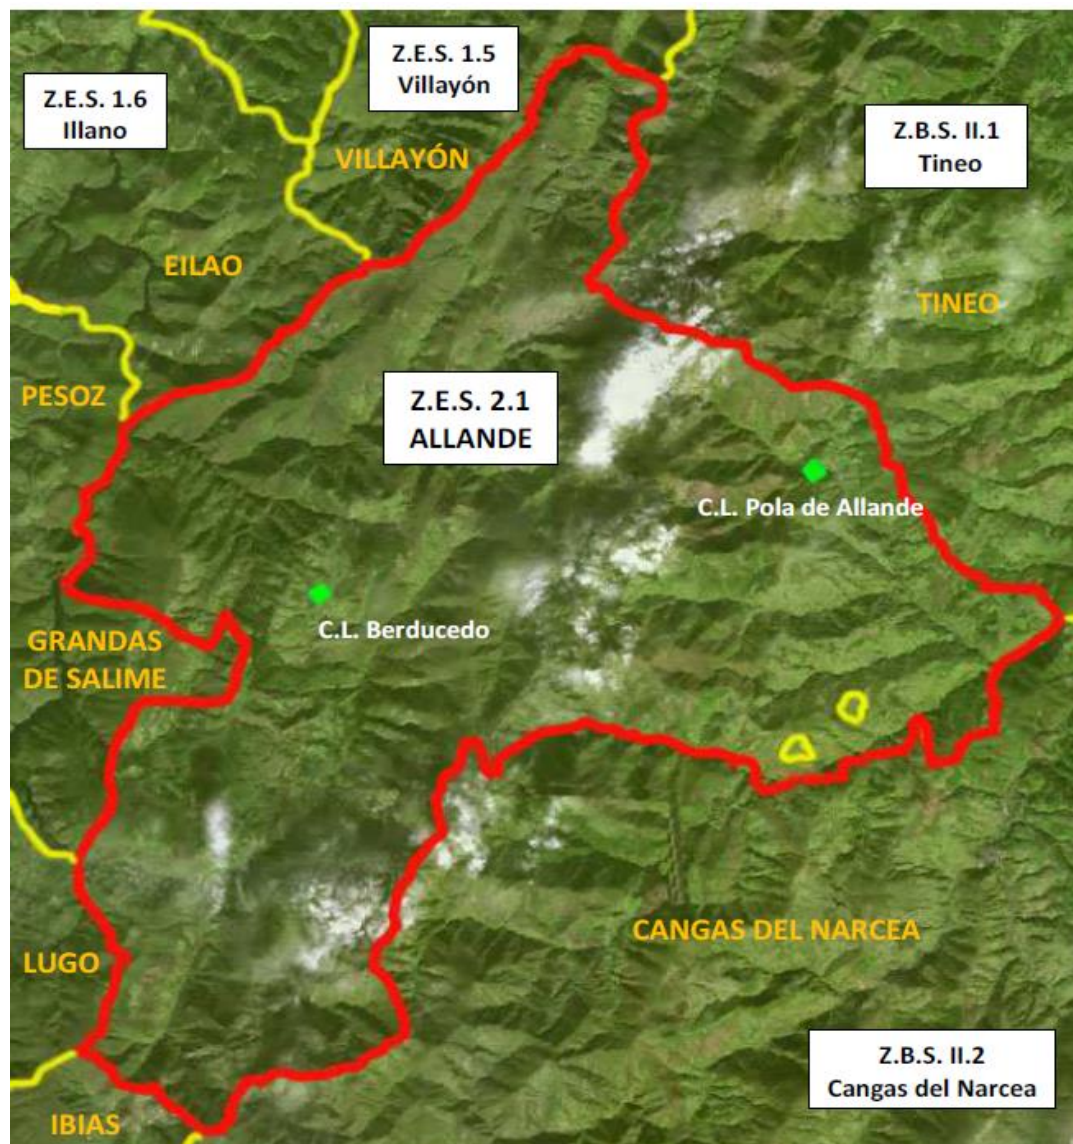 Z.E.S. 1.6
Illano
Z.E.S. 1.5
Villayón
Z.B.S. II.1
Tineo
VILLAYÓN
EILAO
TINEO
PESOZ
Z.E.S. 2.1
ALLANDE
C.L. Pola de Allande
C.L. Berducedo
GRANDAS
DE SALIME
CANGAS DEL NARCEA
LUGO
Z.B.S. II.2
Cangas del Narcea
IBIAS